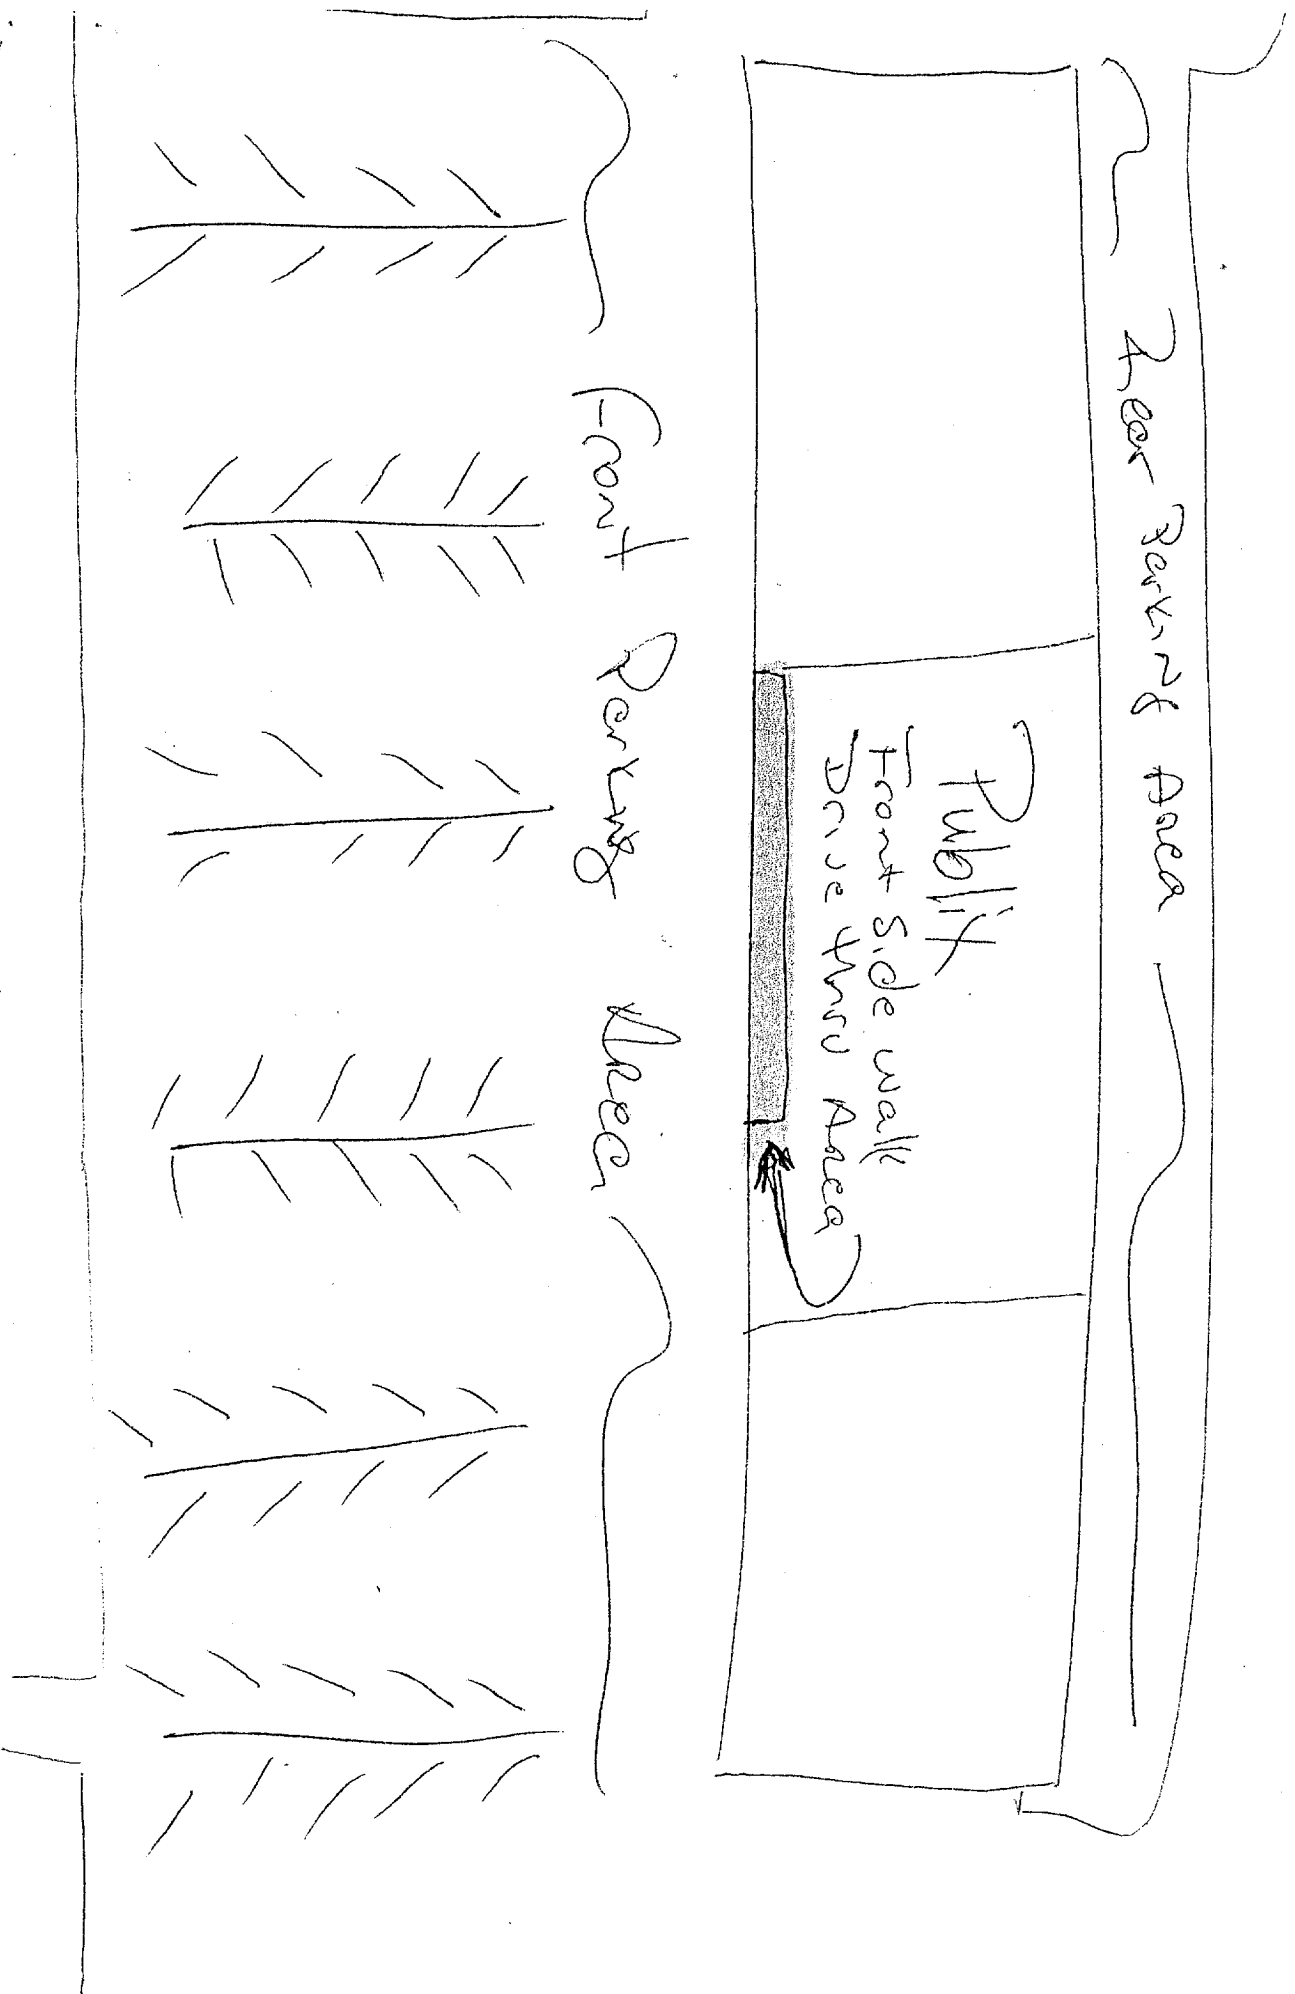 Rear Parking Area
Publix
Front Side walk
Drive thru Area
Front Parking Area